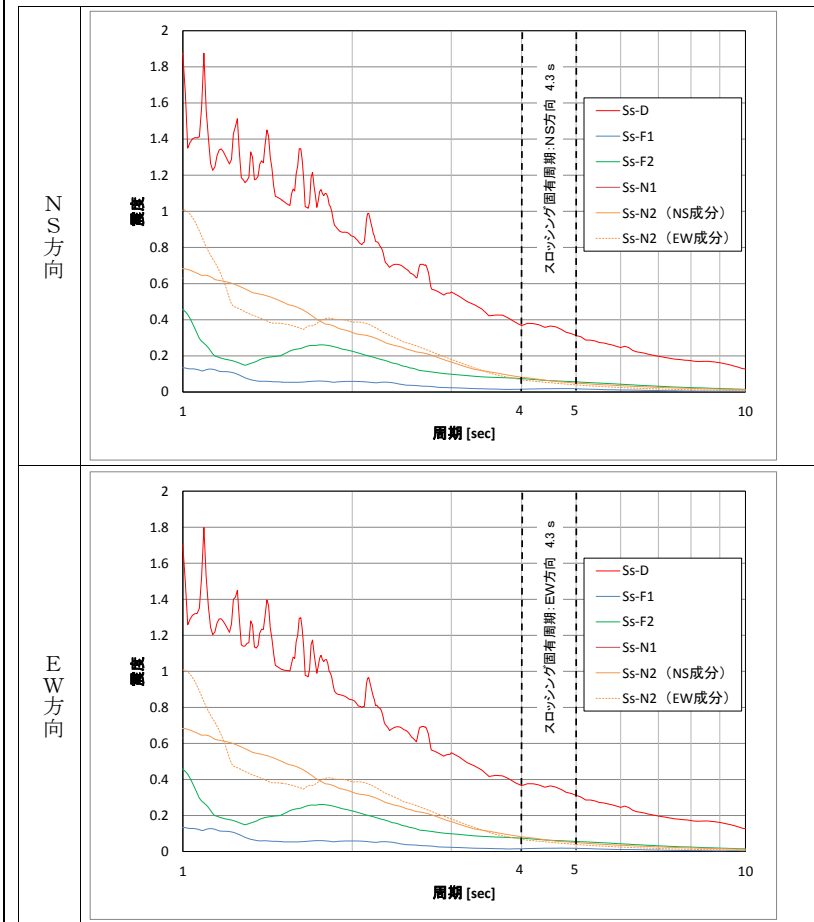 NS方向
震度
2
1.8
1.6
1.4
1.2
1
0.8
0.6
0.4
0.2
0
1
4
5
10
周期 [sec]
スロッシング固有周期:NS方向 4.3 s
Ss-D
Ss-F1
Ss-F2
Ss-N1
Ss-N2（NS成分）
Ss-N2（EW成分）
EW方向
震度
2
1.8
1.6
1.4
1.2
1
0.8
0.6
0.4
0.2
0
1
4
5
10
周期 [sec]
スロッシング固有周期:EW方向 4.3 s
Ss-D
Ss-F1
Ss-F2
Ss-N1
Ss-N2（NS成分）
Ss-N2（EW成分）